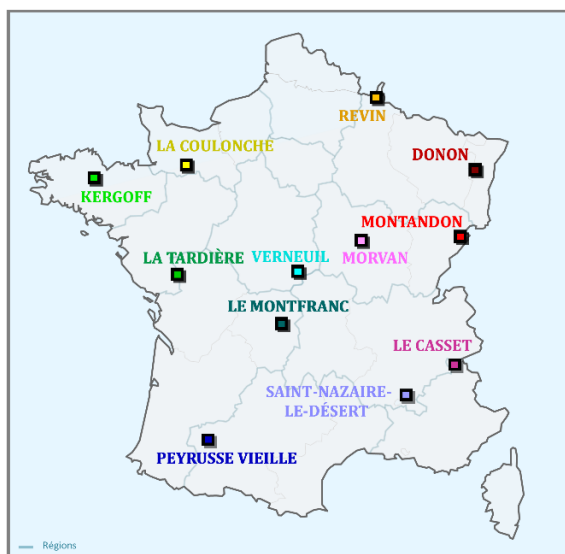 REVIN
LA COULONCHE
DONON
KERGOFF
MONTANDON
LA TARDIÈRE
VERNEUIL
MORVAN
LE MONTFRANC
LE CASSET
SAINT-NAZAIRE-
LE-DÉSERT
PEYRUSSE VIEILLE
Régions